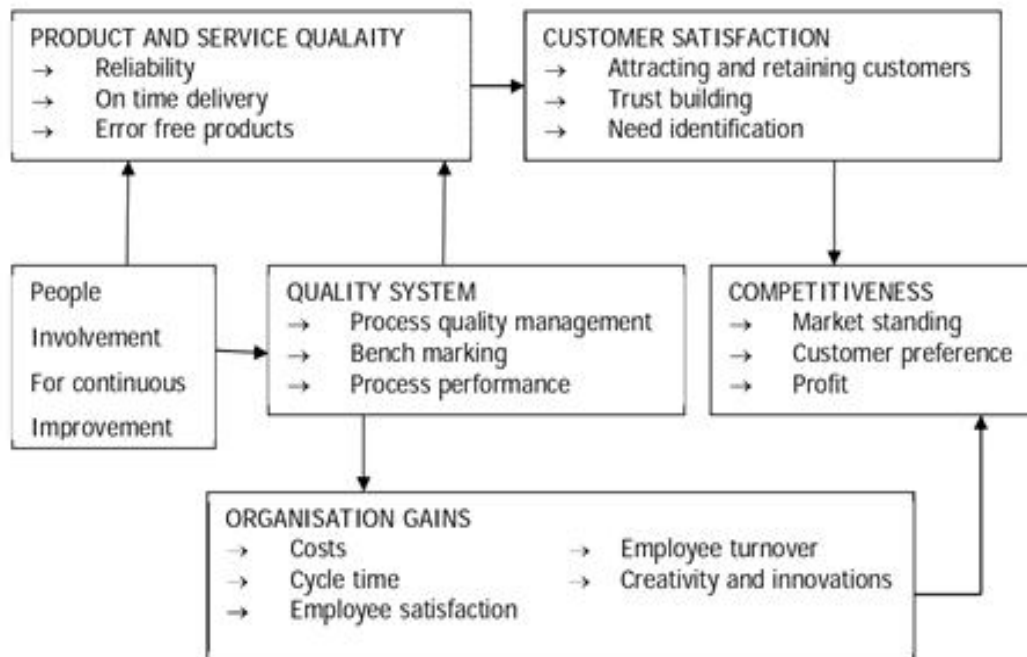 PRODUCT AND SERVICE QUALAITY
→ Reliability
→ On time delivery
→ Error free products
CUSTOMER SATISFACTION
→ Attracting and retaining customers
→ Trust building
→ Need identification
People
Involvement
For continuous
Improvement
QUALITY SYSTEM
→ Process quality management
→ Bench marking
→ Process performance
COMPETITIVENESS
→ Market standing
→ Customer preference
→ Profit
ORGANISATION GAINS
→ Costs
→ Cycle time
→ Employee satisfaction
→ Employee turnover
→ Creativity and innovations